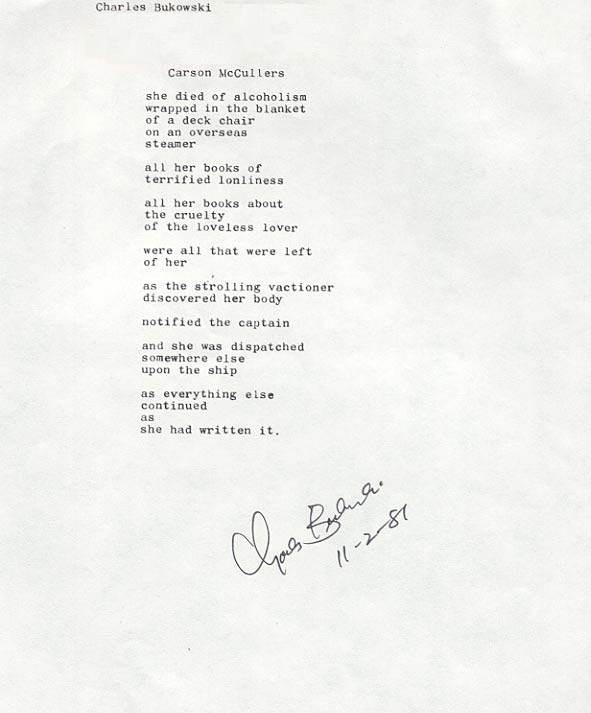 Charles Bukowski
Carson McCullers
she died of alcoholism
wrapped in the blanket
of a deck chair
on an overseas
steamer
all her books of
terrified lonliness
all her books about
the cruelty
of the loveless lover
were all that were left
of her
as the strolling vactioner
discovered her body
notified the captain
and she was dispatched
somewhere else
upon the ship
as everything else
continued
as
she had written it.
Charles Bukowski
11-2-81